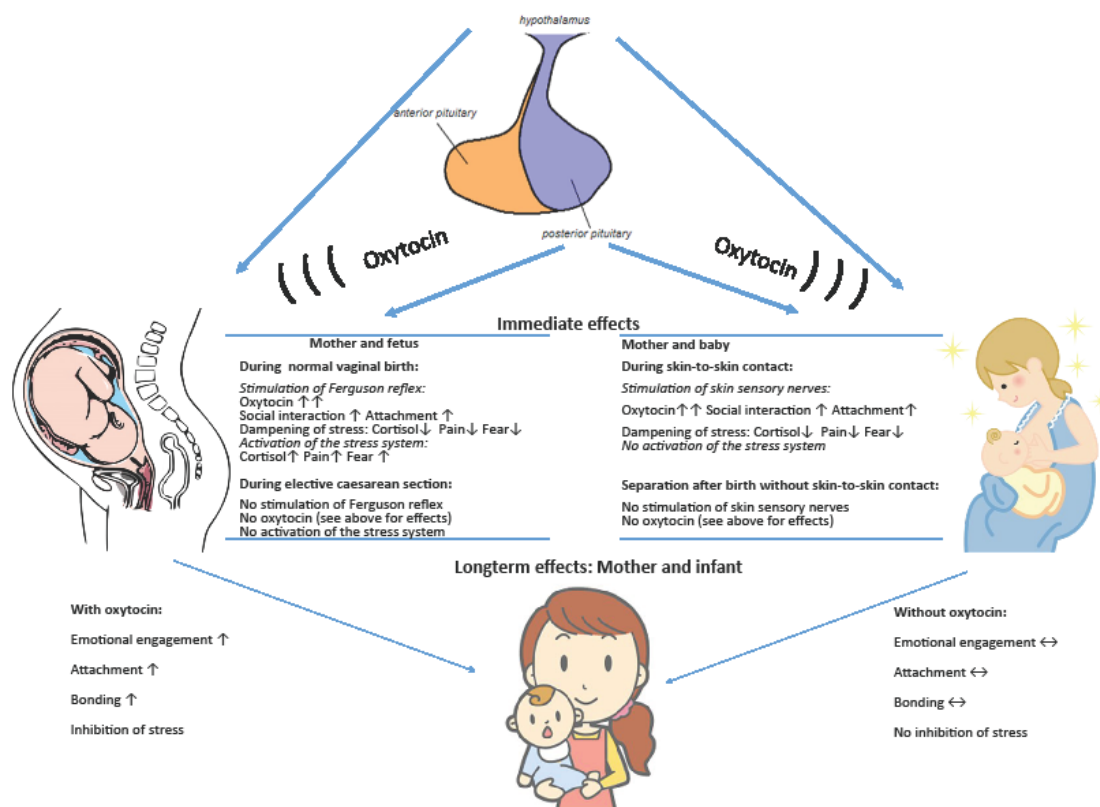 hypothalamus
anterior pituitary
posterior pituitary
Oxytocin
Oxytocin
Immediate effects
Mother and fetus
During normal vaginal birth:
Stimulation of Ferguson reflex:
Oxytocin ↑↑
Social interaction ↑ Attachment ↑
Dampening of stress: Cortisol↓ Pain↓ Fear↓
Activation of the stress system:
Cortisol↑ Pain↑ Fear ↑
During elective caesarean section:
No stimulation of Ferguson reflex
No oxytocin (see above for effects)
No activation of the stress system
Mother and baby
During skin-to-skin contact:
Stimulation of skin sensory nerves:
Oxytocin↑↑ Social interaction ↑ Attachment↑
Dampening of stress: Cortisol↓ Pain↓ Fear↓
No activation of the stress system
Separation after birth without skin-to-skin contact:
No stimulation of skin sensory nerves
No oxytocin (see above for effects)
Longterm effects: Mother and infant
With oxytocin:
Emotional engagement ↑
Attachment ↑
Bonding ↑
Inhibition of stress
Without oxytocin:
Emotional engagement ↔
Attachment ↔
Bonding ↔
No inhibition of stress